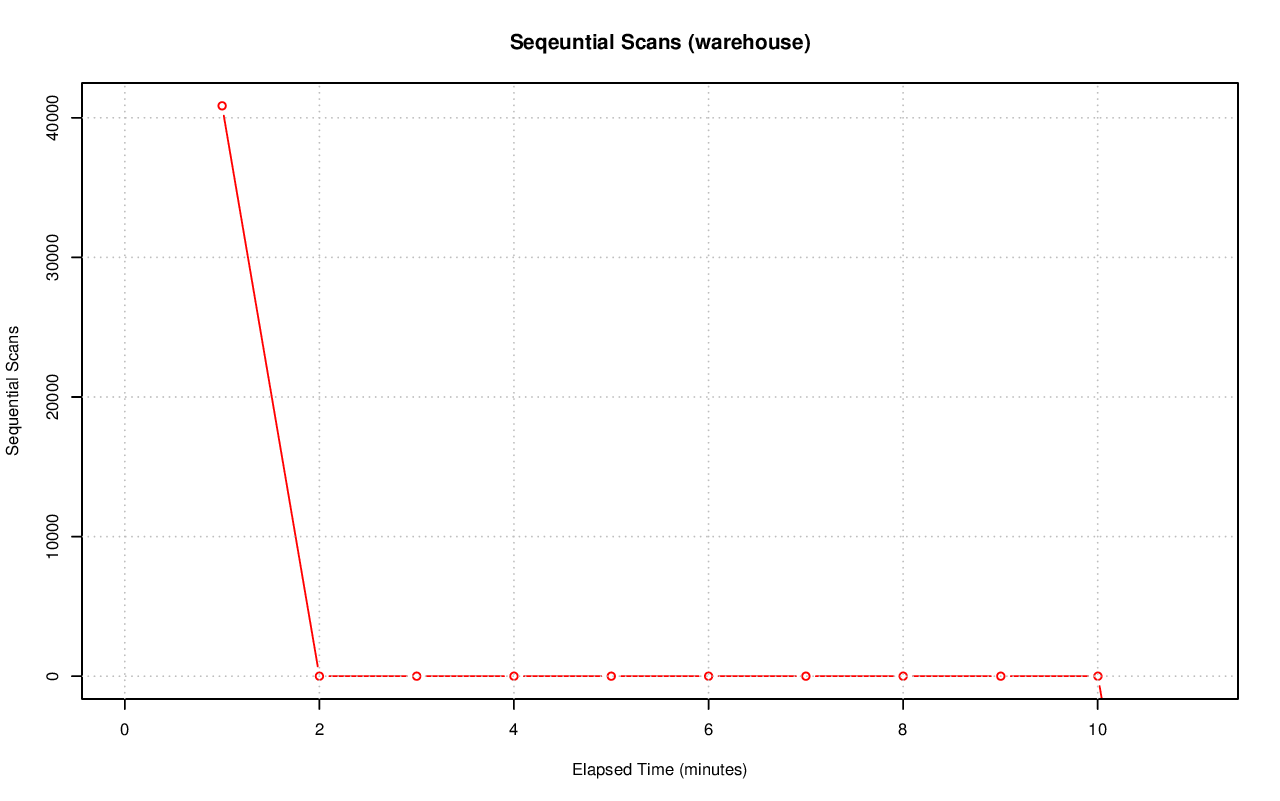 Seqeuntial Scans (warehouse)
Sequential Scans
40000
30000
20000
10000
0
0 2 4 6 8 10
Elapsed Time (minutes)